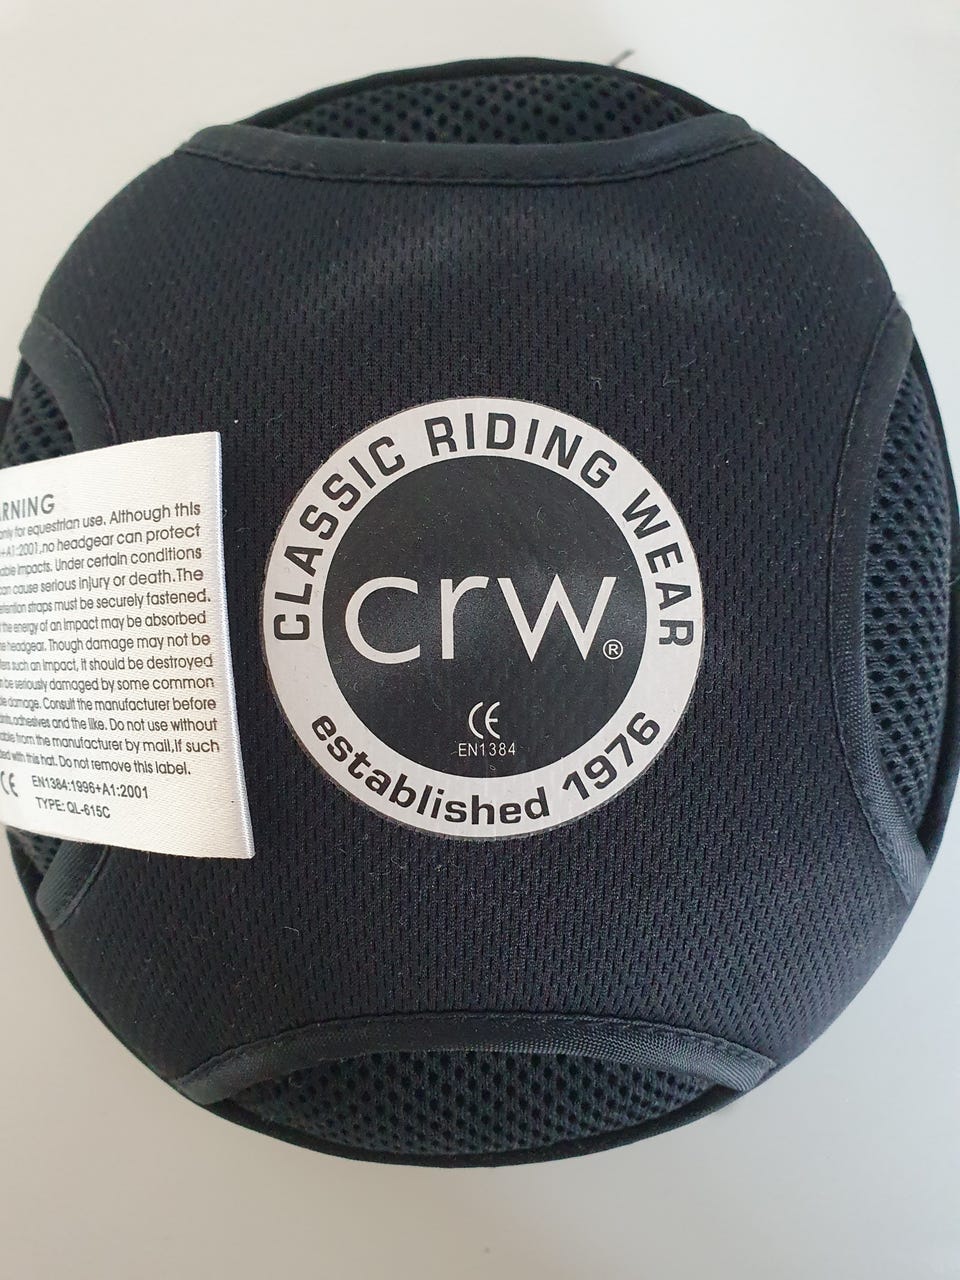 CLASSIC RIDING WEAR
crw®
CE
EN1384
established 1976
only for equestrian use. Although this
+A1:2001,no headgear can protect
impacts. Under certain conditions
can cause serious injury or death.The
straps must be securely fastened.
the energy of an impact may be absorbed
headgear. Though damage may not be
such an impact, it should be destroyed
be seriously damaged by some common
damage. Consult the manufacturer before
adhesives and the like. Do not use without
from the manufacturer by mail,If such
with this hat. Do not remove this label.
CE EN1384:1996+A1:2001
TYPE: QL-615C